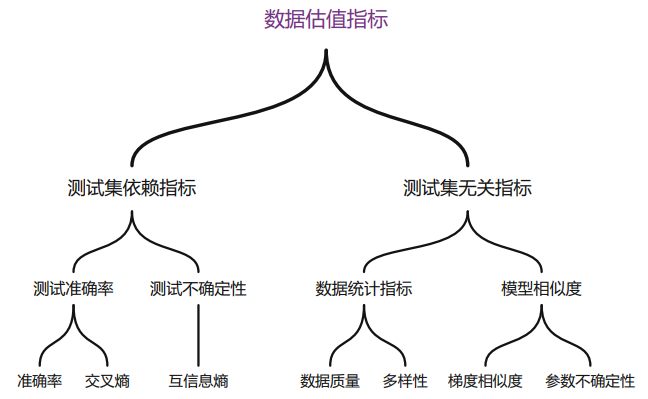 数据估值指标
测试集依赖指标
测试集无关指标
测试准确率
测试不确定性
数据统计指标
模型相似度
准确率
交叉熵
互信息熵
数据质量
多样性
梯度相似度
参数不确定性